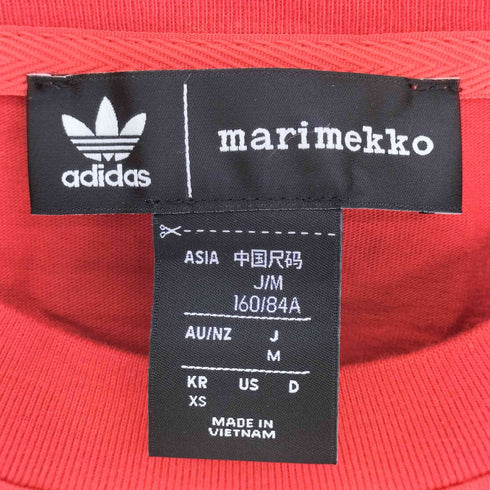 adidas
marimekko
ASIA 中国尺码
J/M
160/84A
AU/NZ J
M
KR US D
XS
MADE IN
VIETNAM